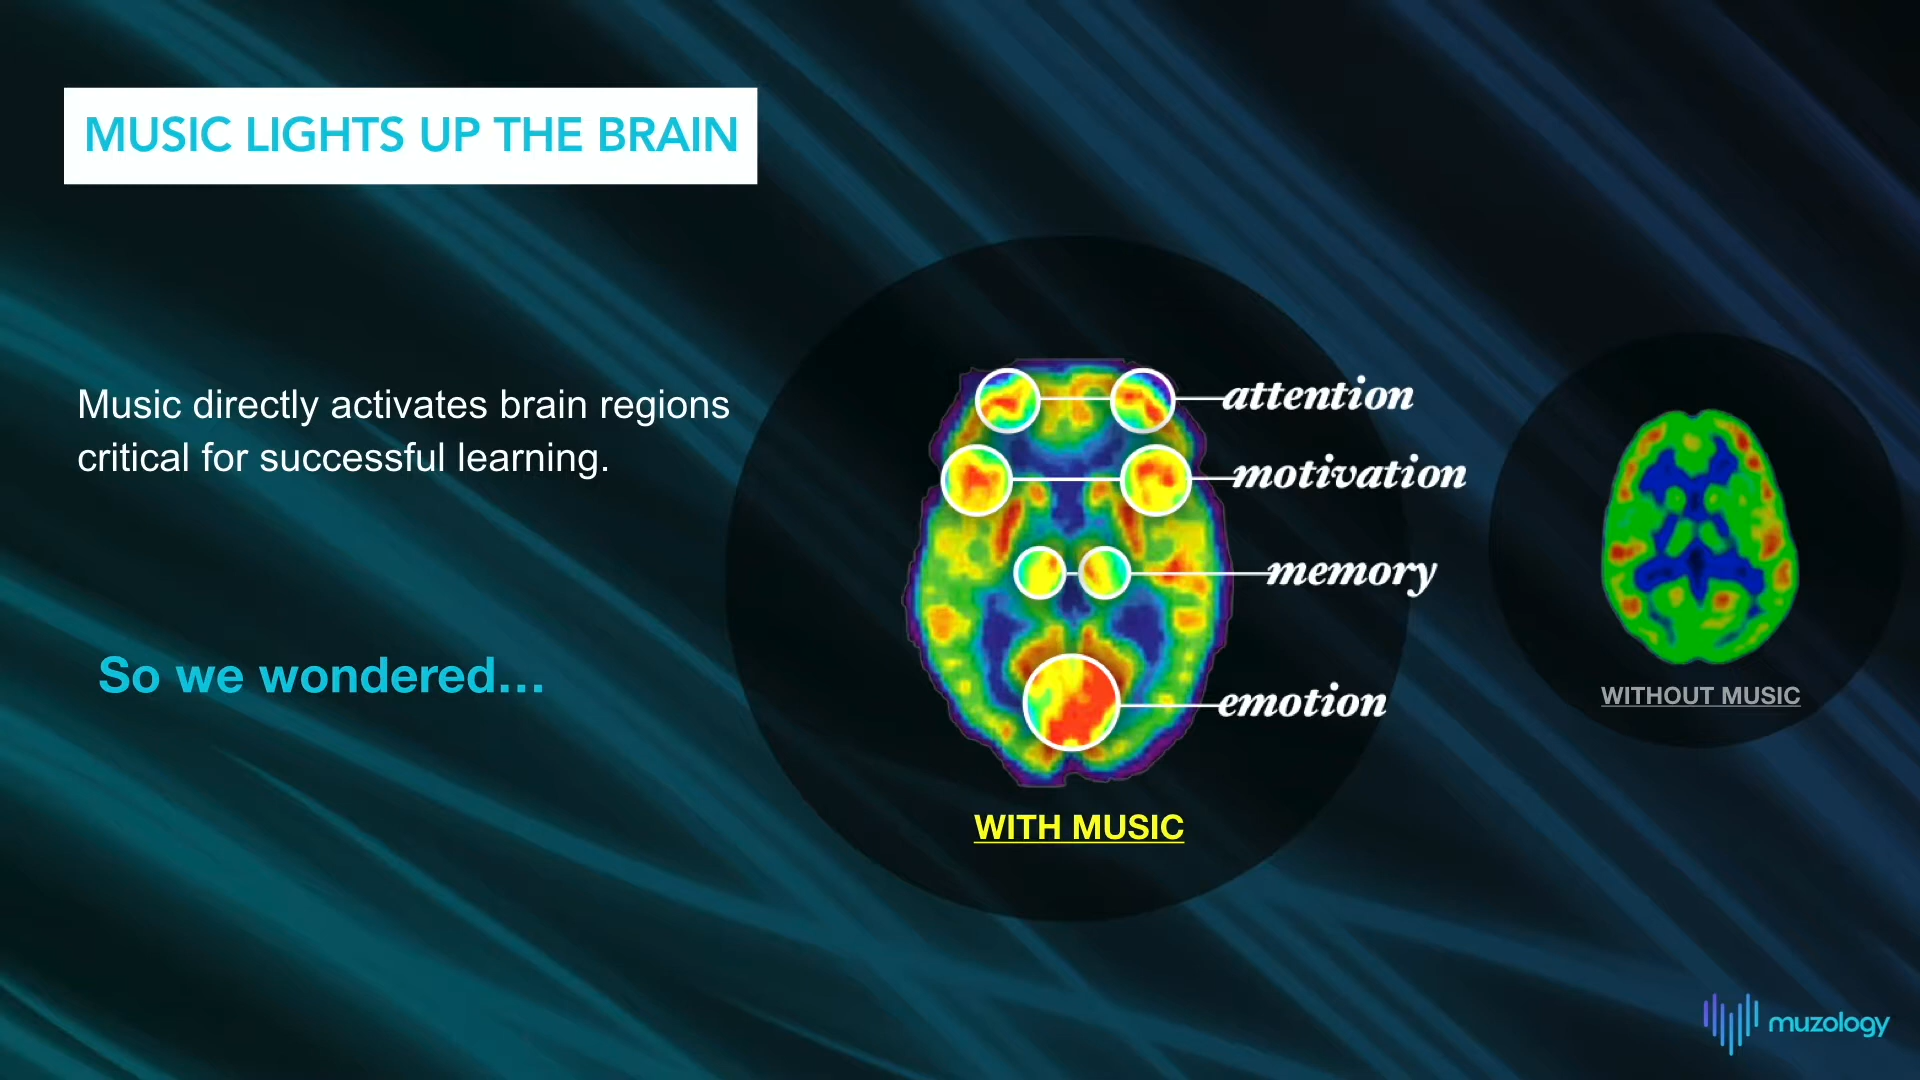 MUSIC LIGHTS UP THE BRAIN
Music directly activates brain regions
critical for successful learning.
So we wondered...
attention
motivation
memory
emotion
WITH MUSIC
WITHOUT MUSIC
muzology